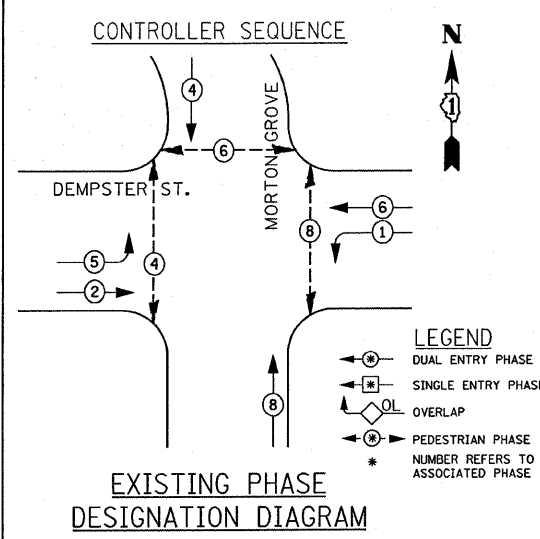 CONTROLLER SEQUENCE
N
1
4
MORTON GROVE
6
DEMPSTER ST.
6
8
1
5
4
2
8
LEGEND
* DUAL ENTRY PHASE
* SINGLE ENTRY PHASE
OL OVERLAP
* PEDESTRIAN PHASE
* NUMBER REFERS TO
ASSOCIATED PHASE
EXISTING PHASE
DESIGNATION DIAGRAM